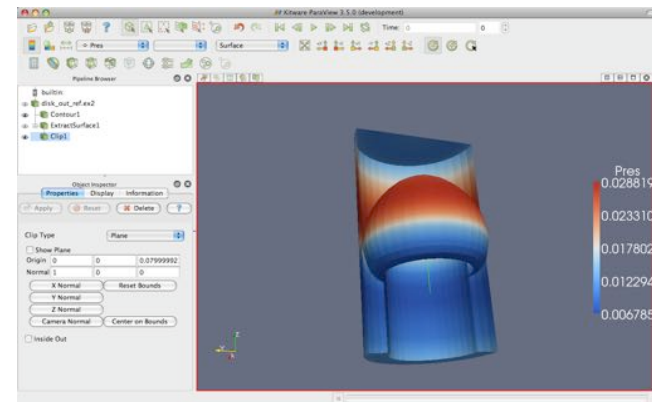 Kitware ParaView 3.5.0 (development)
Time: 0
0
Pres
Surface
Pipeline Browser
builtin:
disk_out_ref.ex2
Contour1
ExtractSurface1
Clip1
Object Inspector
Properties Display Information
Apply Reset Delete ?
Clip Type Plane
Show Plane
Origin 0 0 0.07999992
Normal 1 0 0
X Normal Reset Bounds
Y Normal
Z Normal
Camera Normal Center on Bounds
Inside Out
Pres
0.028819
0.023310
0.017802
0.012294
0.006785
Z